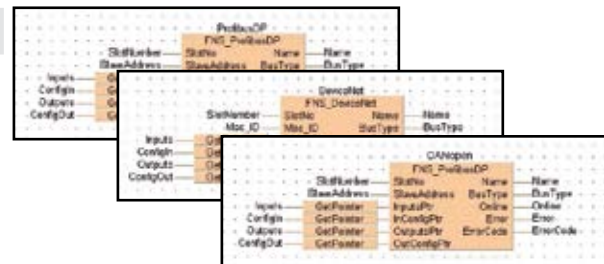 ProfibusDP
FNS_ProfibusDP
SlotNumber SlotNo Name Name
SlaveAddress SlaveAddress BusType BusType
Inputs
ConfigIn
Outputs
ConfigOut
DeviceNet
FNS_DeviceNet
SlotNumber SlotNo Name Name
Mac_ID Mac_ID BusType BusType
Inputs
ConfigIn
Outputs
ConfigOut
CANopen
FNS_ProfibusDP
SlotNumber SlotNo Name Name
SlaveAddress SlaveAddress BusType BusType
Inputs GetPointer InputsPtr Online Online
ConfigIn GetPointer InConfigPtr Error Error
Outputs GetPointer OutputsPtr ErrorCode ErrorCode
ConfigOut GetPointer OutConfigPtr